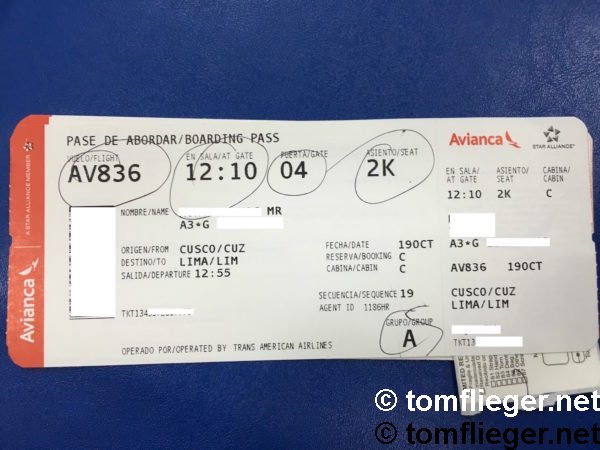 PASE DE ABORDAR/BOARDING PASS
VUELO/FLIGHT
AV836
EN SALA/AT GATE
12:10
PUERTA/GATE
04
ASIENTO/SEAT
2K
NOMBRE/NAME MR
A3*G
ORIGEN/FROM CUSCO/CUZ
DESTINO/TO LIMA/LIM
SALIDA/DEPARTURE 12:55
FECHA/DATE 19OCT
RESERVA/BOOKING C
CABINA/CABIN C
SECUENCIA/SEQUENCE 19
AGENT ID 1186HR
GRUPO/GROUP
A
OPERADO POR/OPERATED BY TRANS AMERICAN AIRLINES
Avianca
A STAR ALLIANCE MEMBER
Avianca
STAR ALLIANCE
EN SALA/
AT GATE
12:10
ASIENTO/
SEAT
2K
CABINA/
CABIN
C
A3*G
AV836 19OCT
CUSCO/CUZ
LIMA/LIM
TKT13
© tomflieger.net
© tomflieger.net